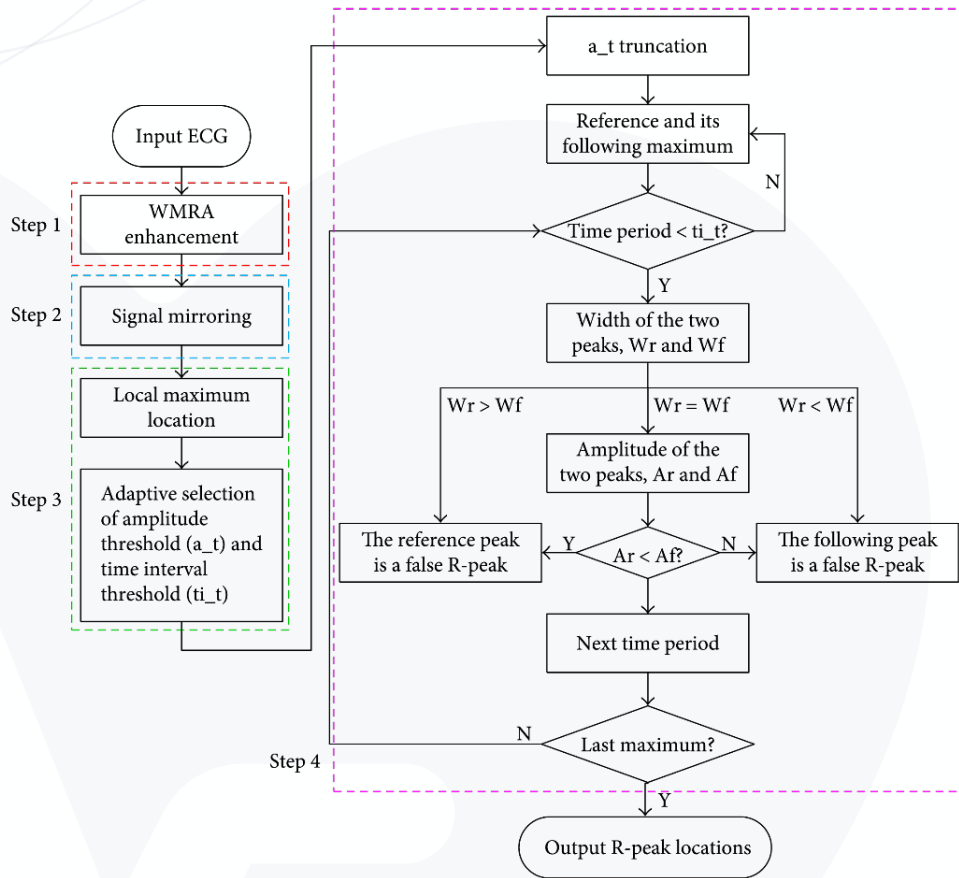 Input ECG
Step 1
WMRA
enhancement
Step 2
Signal mirroring
Local maximum
location
Step 3
Adaptive selection
of amplitude
threshold (a_t) and
time interval
threshold (ti_t)
a_t truncation
Reference and its
following maximum
N
Time period < ti_t?
Y
Width of the two
peaks, Wr and Wf
Wr > Wf
Wr = Wf
Wr < Wf
Amplitude of the
two peaks, Ar and Af
The reference peak
is a false R-peak
Y
Ar < Af?
N
The following peak
is a false R-peak
Next time period
N
Last maximum?
Step 4
Y
Output R-peak locations